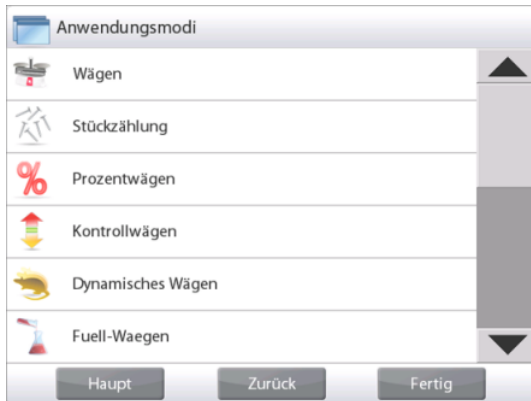 Anwendungsmodi
Wägen
Stückzählung
Prozentwägen
Kontrollwägen
Dynamisches Wägen
Fuell-Waegen
Haupt Zurück Fertig